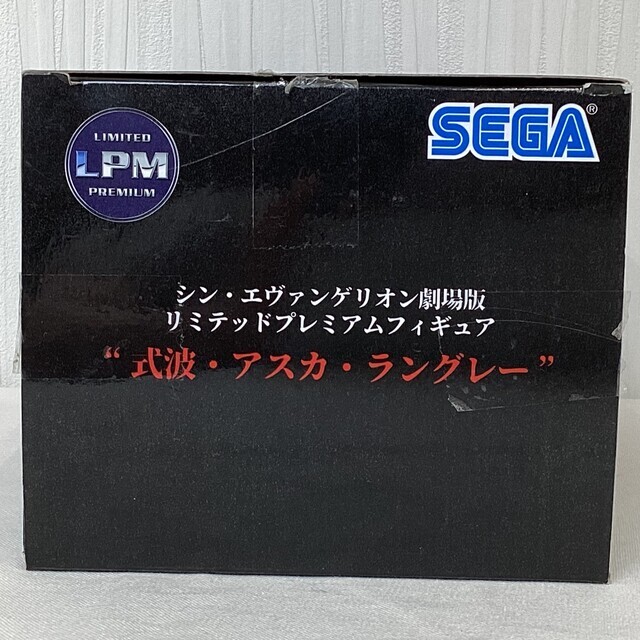 LIMITED
LPM
PREMIUM
SEGA®
シン・エヴァンゲリオン劇場版
リミテッドプレミアムフィギュア
“式波・アスカ・ラングレー”